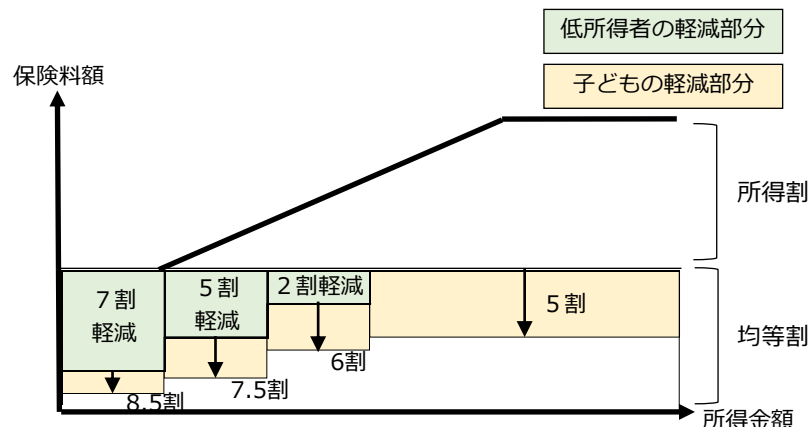 低所得者の軽減部分
子どもの軽減部分
保険料額
所得割
7割
軽減
5割
軽減
2割軽減
5割
均等割
6割
7.5割
8.5割
所得金額